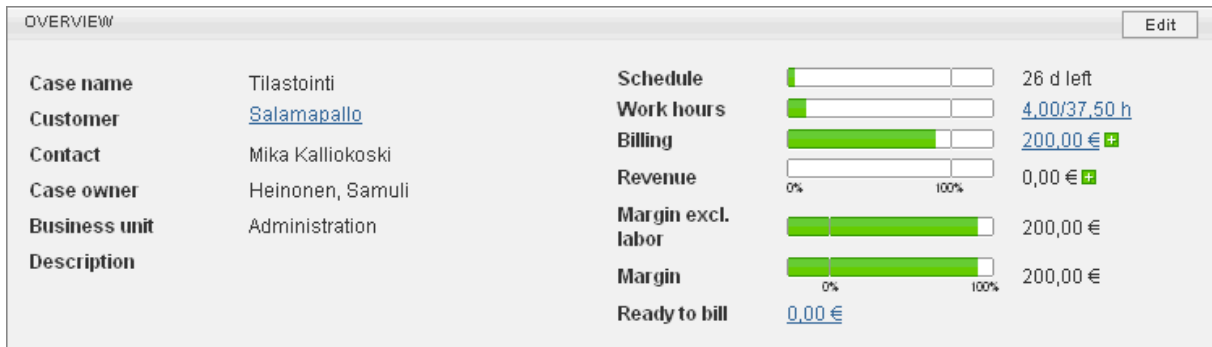 OVERVIEW
Edit
Case name Tilastointi
Customer Salamapallo
Contact Mika Kalliokoski
Case owner Heinonen, Samuli
Business unit Administration
Description
Schedule 26 d left
Work hours 4,00/37,50 h
Billing 200,00 €
Revenue 0,00 €
0% 100%
Margin excl.
labor 200,00 €
Margin 200,00 €
0% 100%
Ready to bill 0,00 €